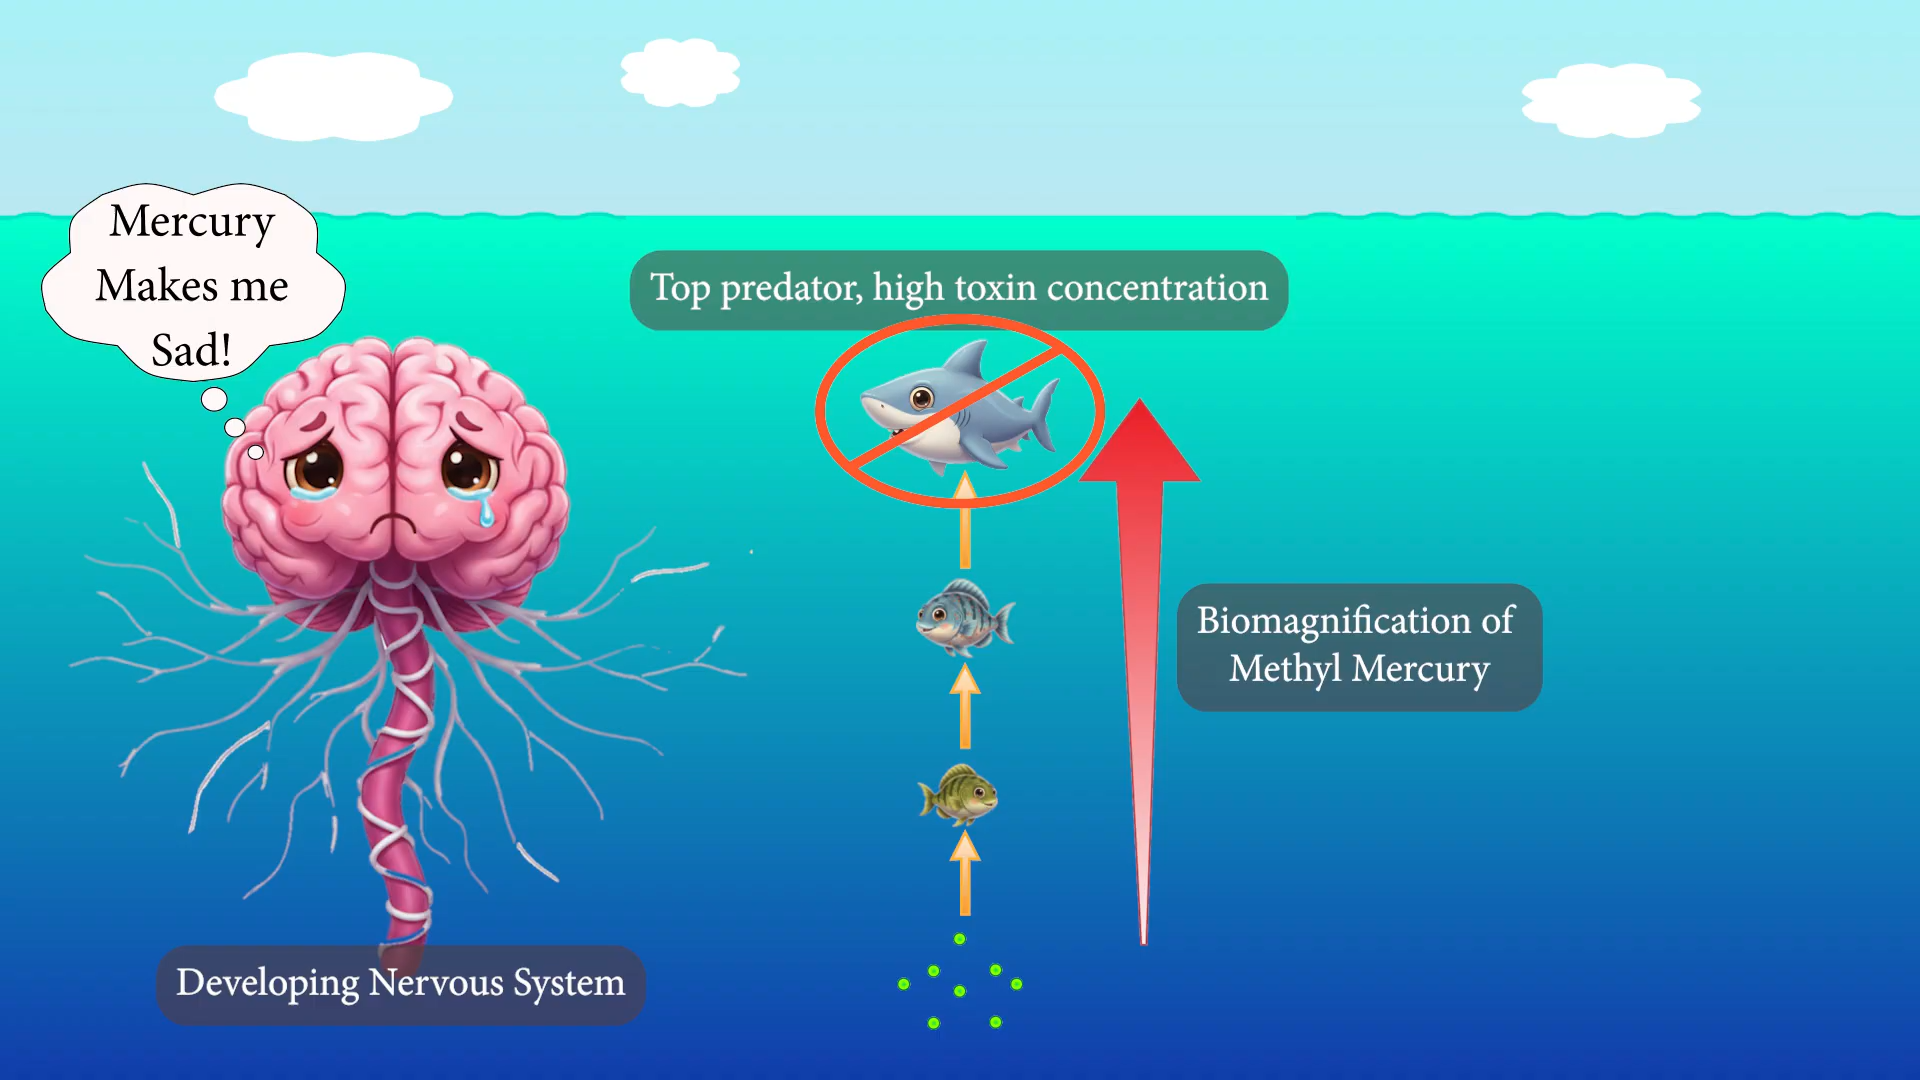 Mercury
Makes me
Sad!
Top predator, high toxin concentration
Biomagnification of
Methyl Mercury
Developing Nervous System